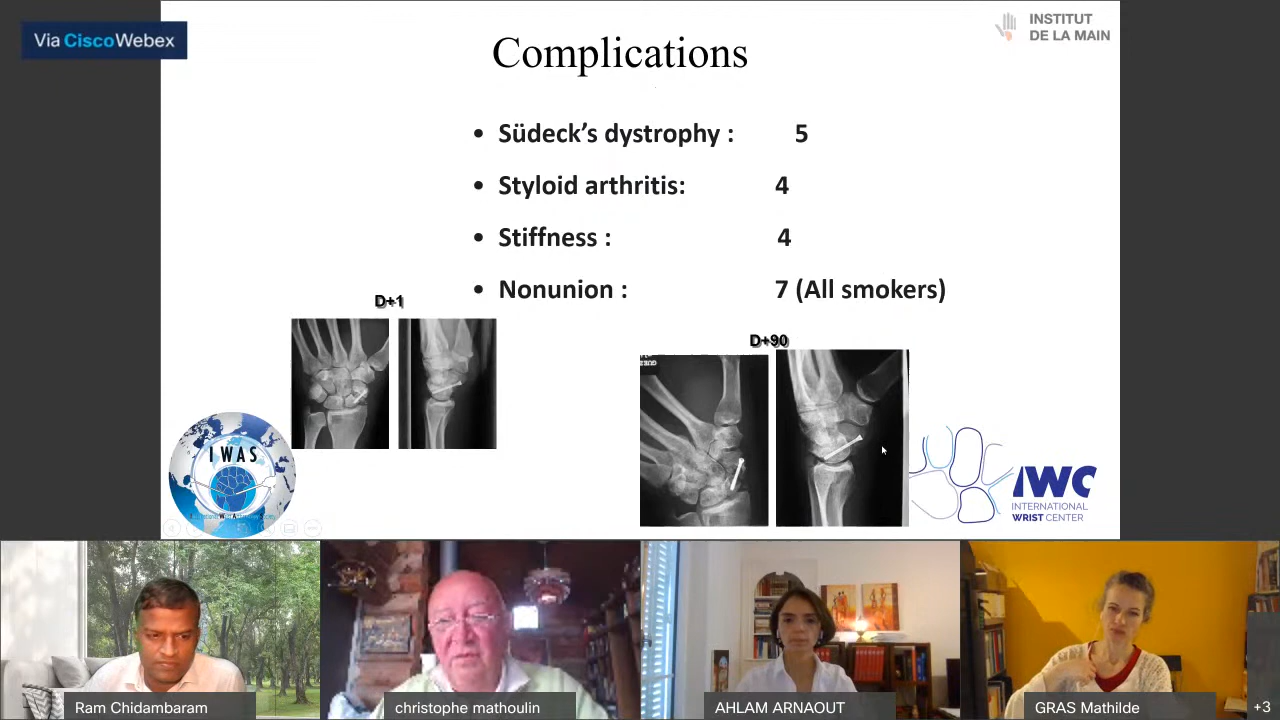 Via CiscoWebex
INSTITUT
DE LA MAIN
Complications
• Südeck’s dystrophy : 5
• Styloid arthritis: 4
• Stiffness : 4
• Nonunion : 7 (All smokers)
D+1
D+90
IWAS
IWC
INTERNATIONAL
WRIST CENTER
Ram Chidambaram
christophe mathoulin
AHLAM ARNAOUT
GRAS Mathilde
+3